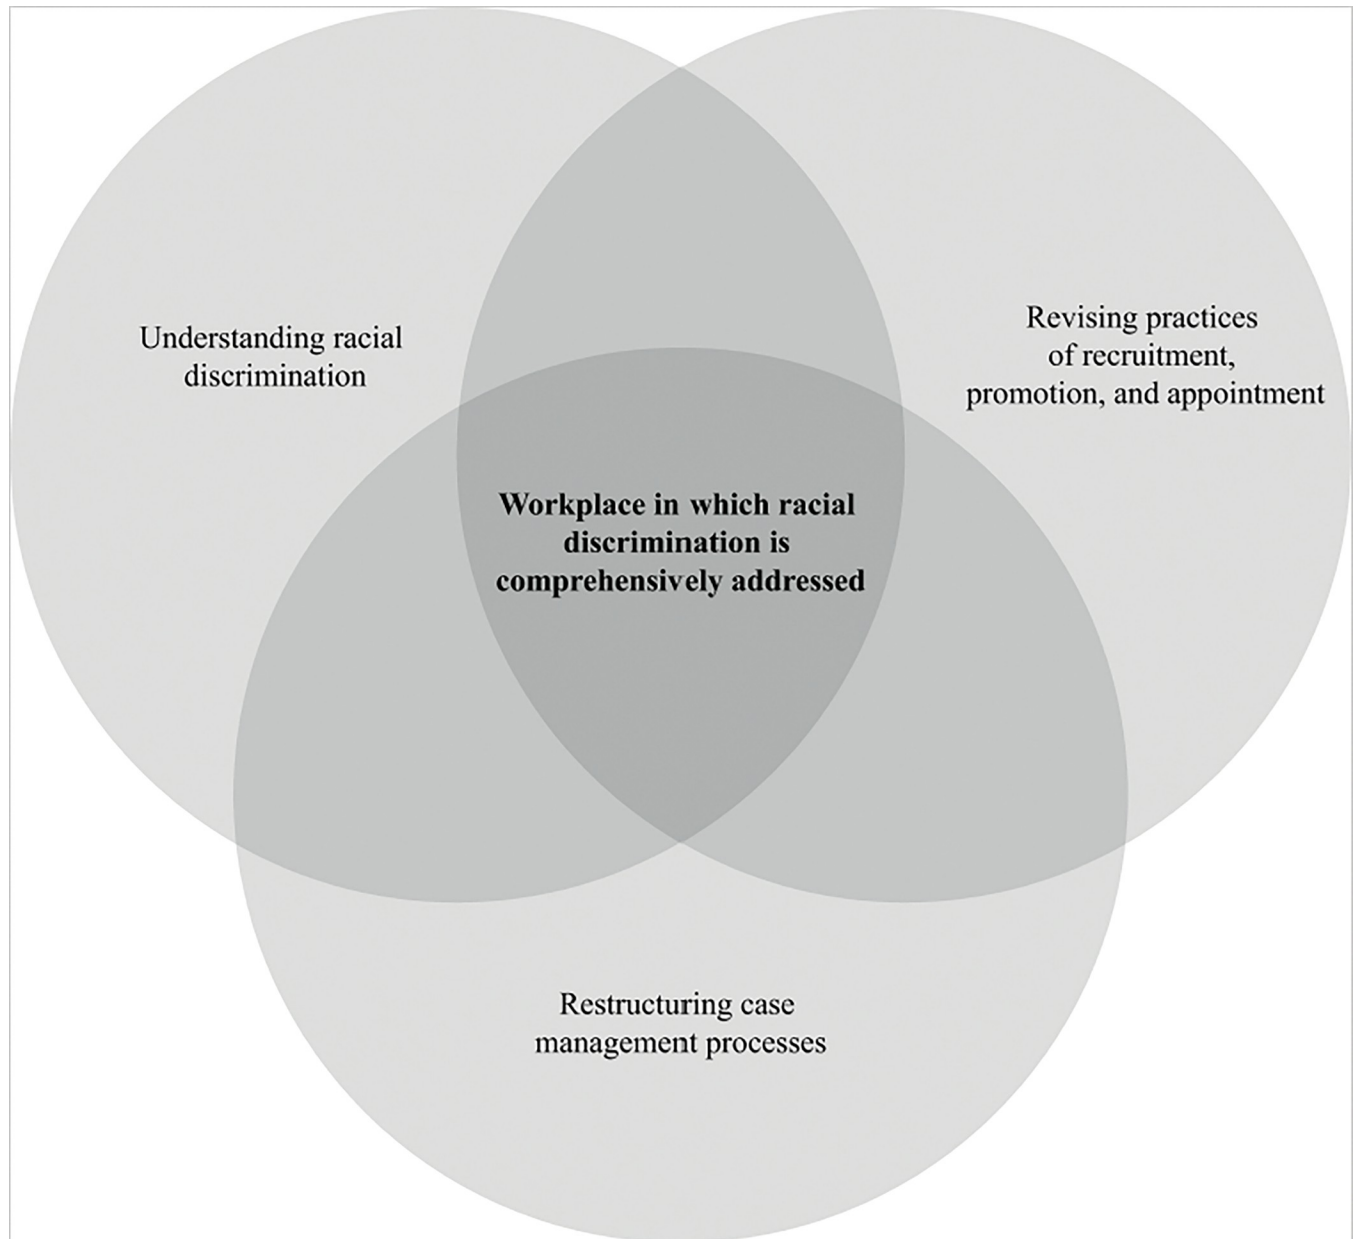 Understanding racial
discrimination
Revising practices
of recruitment,
promotion, and appointment
Workplace in which racial
discrimination is
comprehensively addressed
Restructuring case
management processes